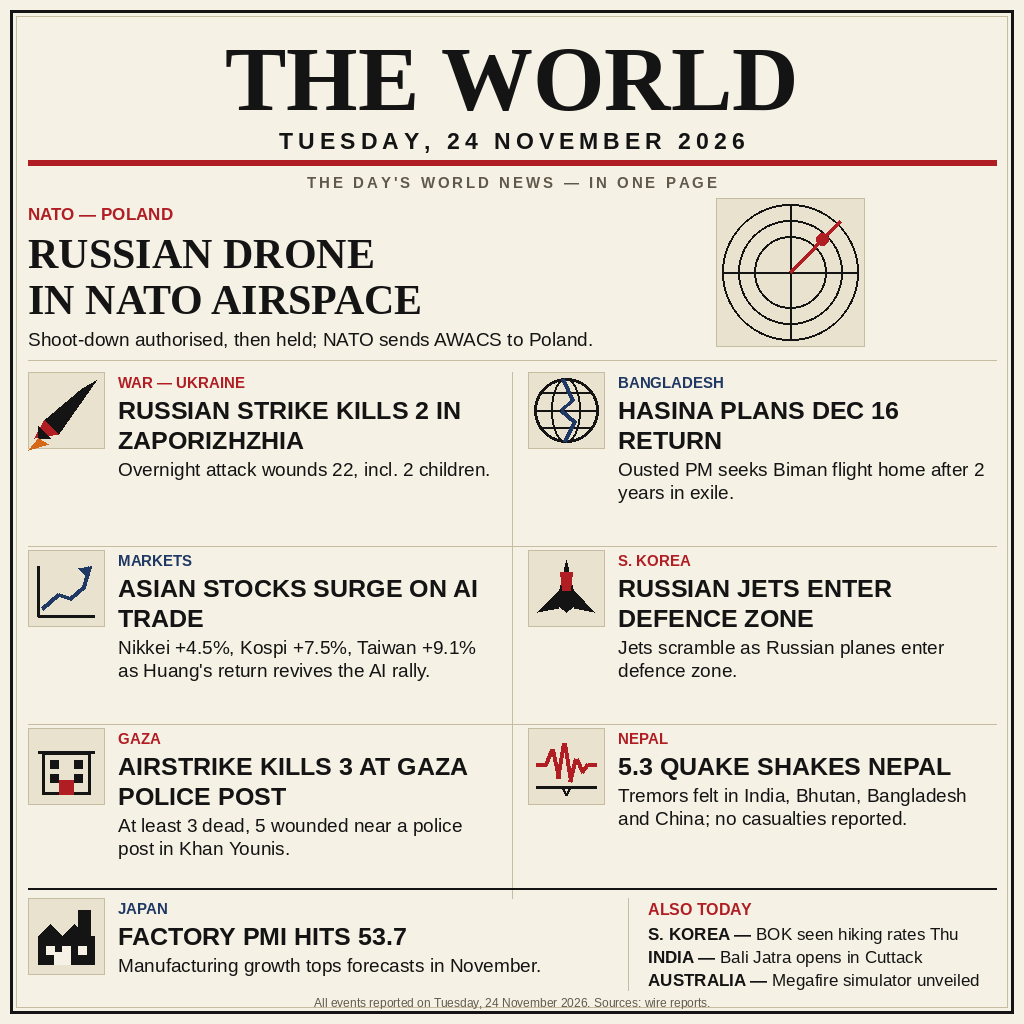 THE WORLD
TUESDAY, 24 NOVEMBER 2026
THE DAY'S WORLD NEWS — IN ONE PAGE
NATO — POLAND
RUSSIAN DRONE
IN NATO AIRSPACE
Shoot-down authorised, then held; NATO sends AWACS to Poland.
WAR — UKRAINE
RUSSIAN STRIKE KILLS 2 IN
ZAPORIZHZHIA
Overnight attack wounds 22, incl. 2 children.
BANGLADESH
HASINA PLANS DEC 16
RETURN
Ousted PM seeks Biman flight home after 2
years in exile.
MARKETS
ASIAN STOCKS SURGE ON AI
TRADE
Nikkei +4.5%, Kospi +7.5%, Taiwan +9.1%
as Huang's return revives the AI rally.
S. KOREA
RUSSIAN JETS ENTER
DEFENCE ZONE
Jets scramble as Russian planes enter
defence zone.
GAZA
AIRSTRIKE KILLS 3 AT GAZA
POLICE POST
At least 3 dead, 5 wounded near a police
post in Khan Younis.
NEPAL
5.3 QUAKE SHAKES NEPAL
Tremors felt in India, Bhutan, Bangladesh
and China; no casualties reported.
JAPAN
FACTORY PMI HITS 53.7
Manufacturing growth tops forecasts in November.
ALSO TODAY
S. KOREA — BOK seen hiking rates Thu
INDIA — Bali Jatra opens in Cuttack
AUSTRALIA — Megafire simulator unveiled
All events reported on Tuesday, 24 November 2026. Sources: wire reports.